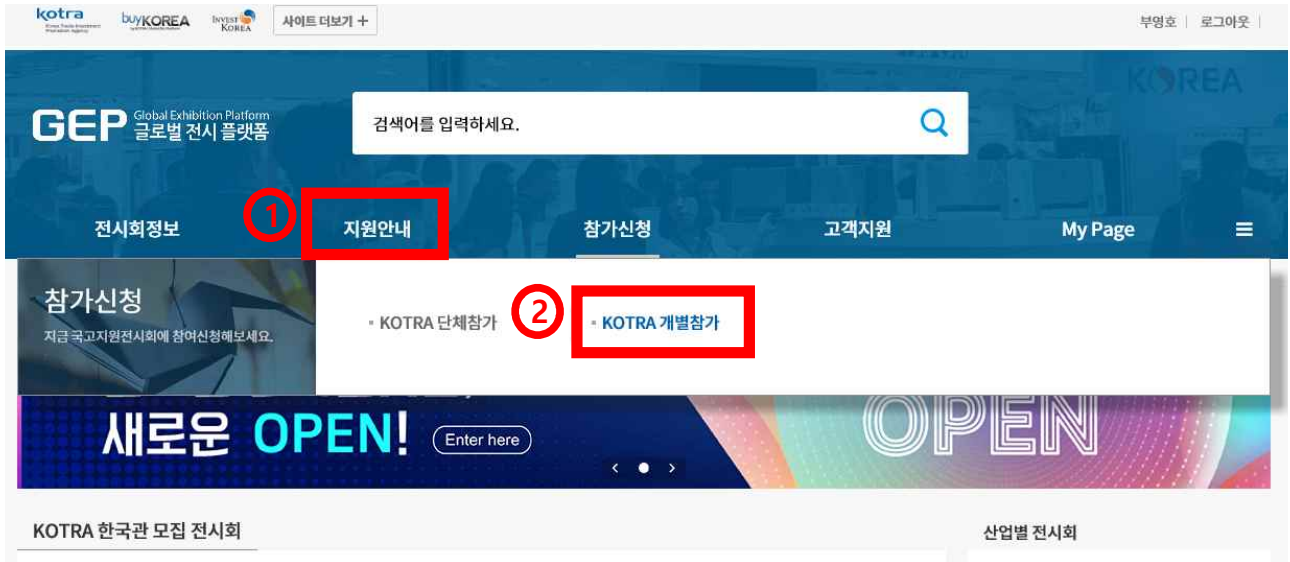 kotra
Korea Trade-Investment
Promotion Agency
buyKOREA
INVEST
KOREA
사이트 더보기 +
부영호
로그아웃
KOREA
GEP Global Exhibition Platform
글로벌 전시 플랫폼
검색어를 입력하세요.
전시회정보
1
지원안내
참가신청
고객지원
My Page
참가신청
지금 국고지원전시회에 참여신청해보세요.
KOTRA 단체참가
2
KOTRA 개별참가
새로운 OPEN!
Enter here
OPEN
KOTRA 한국관 모집 전시회
산업별 전시회